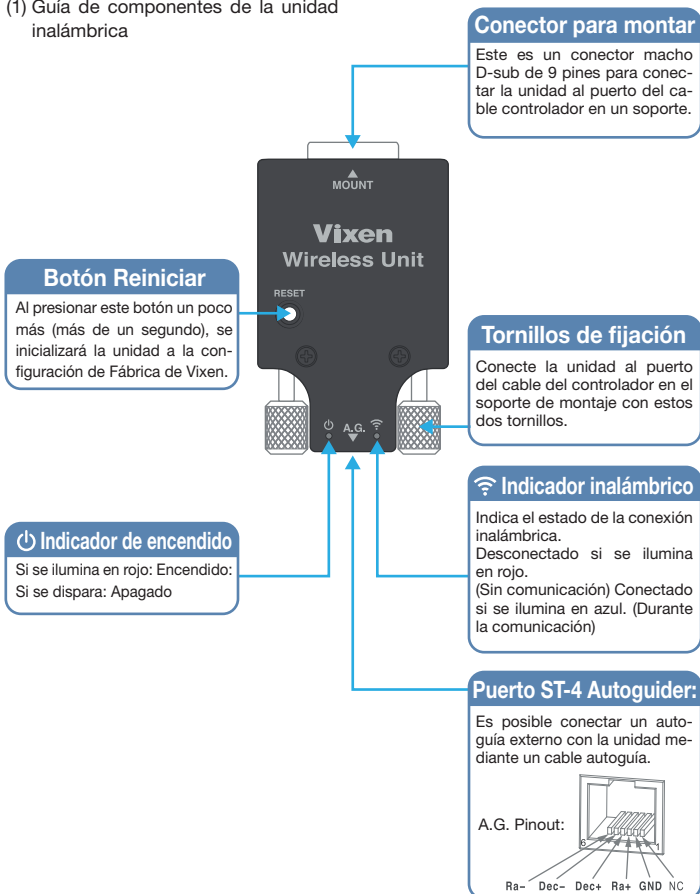 (1) Guía de componentes de la unidad
inalámbrica
Conector para montar
Este es un conector macho
D-sub de 9 pines para conec-
tar la unidad al puerto del ca-
ble controlador en un soporte.
MOUNT
Vixen
Wireless Unit
RESET
Botón Reiniciar
Al presionar este botón un poco
más (más de un segundo), se
inicializará la unidad a la con-
figuración de Fábrica de Vixen.
Tornillos de fijación
Conecte la unidad al puerto
del cable del controlador en el
soporte de montaje con estos
dos tornillos.
A.G.
Indicador inalámbrico
Indica el estado de la conexión
inalámbrica.
Desconectado si se ilumina
en rojo.
(Sin comunicación) Conectado
si se ilumina en azul. (Durante
la comunicación)
Indicador de encendido
Si se ilumina en rojo: Encendido:
Si se dispara: Apagado
Puerto ST-4 Autoguider:
Es posible conectar un auto-
guía externo con la unidad me-
diante un cable autoguía.
A.G. Pinout:
6 1
Ra- Dec- Dec+ Ra+ GND NC